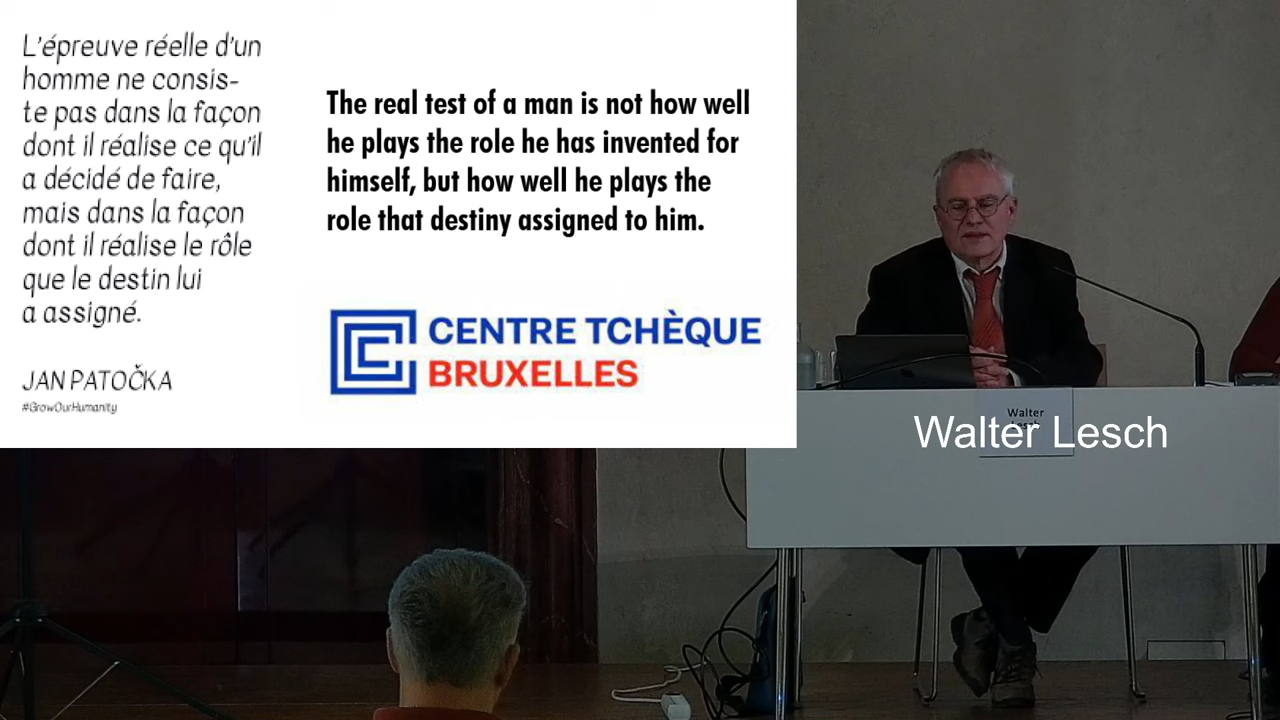 L'épreuve réelle d'un
homme ne consis-
te pas dans la façon
dont il réalise ce qu'il
a décidé de faire,
mais dans la façon
dont il réalise le rôle
que le destin lui
a assigné.
JAN PATOČKA
#GrowOurHumanity
The real test of a man is not how well
he plays the role he has invented for
himself, but how well he plays the
role that destiny assigned to him.
CENTRE TCHÈQUE
BRUXELLES
Walter
Walter Lesch